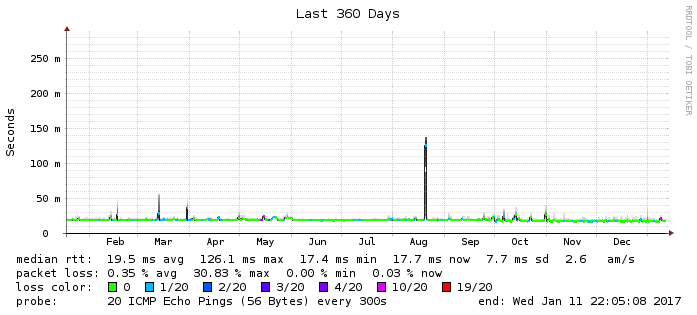 Last 360 Days
RRDTOOL / TOBI OETIKER
Seconds
250 m
200 m
150 m
100 m
50 m
0
Feb Mar Apr May Jun Jul Aug Sep Oct Nov Dec
median rtt: 19.5 ms avg 126.1 ms max 17.4 ms min 17.7 ms now 7.7 ms sd 2.6 am/s
packet loss: 0.35 % avg 30.83 % max 0.00 % min 0.03 % now
loss color: 0 1/20 2/20 3/20 4/20 10/20 19/20
probe: 20 ICMP Echo Pings (56 Bytes) every 300s end: Wed Jan 11 22:05:08 2017